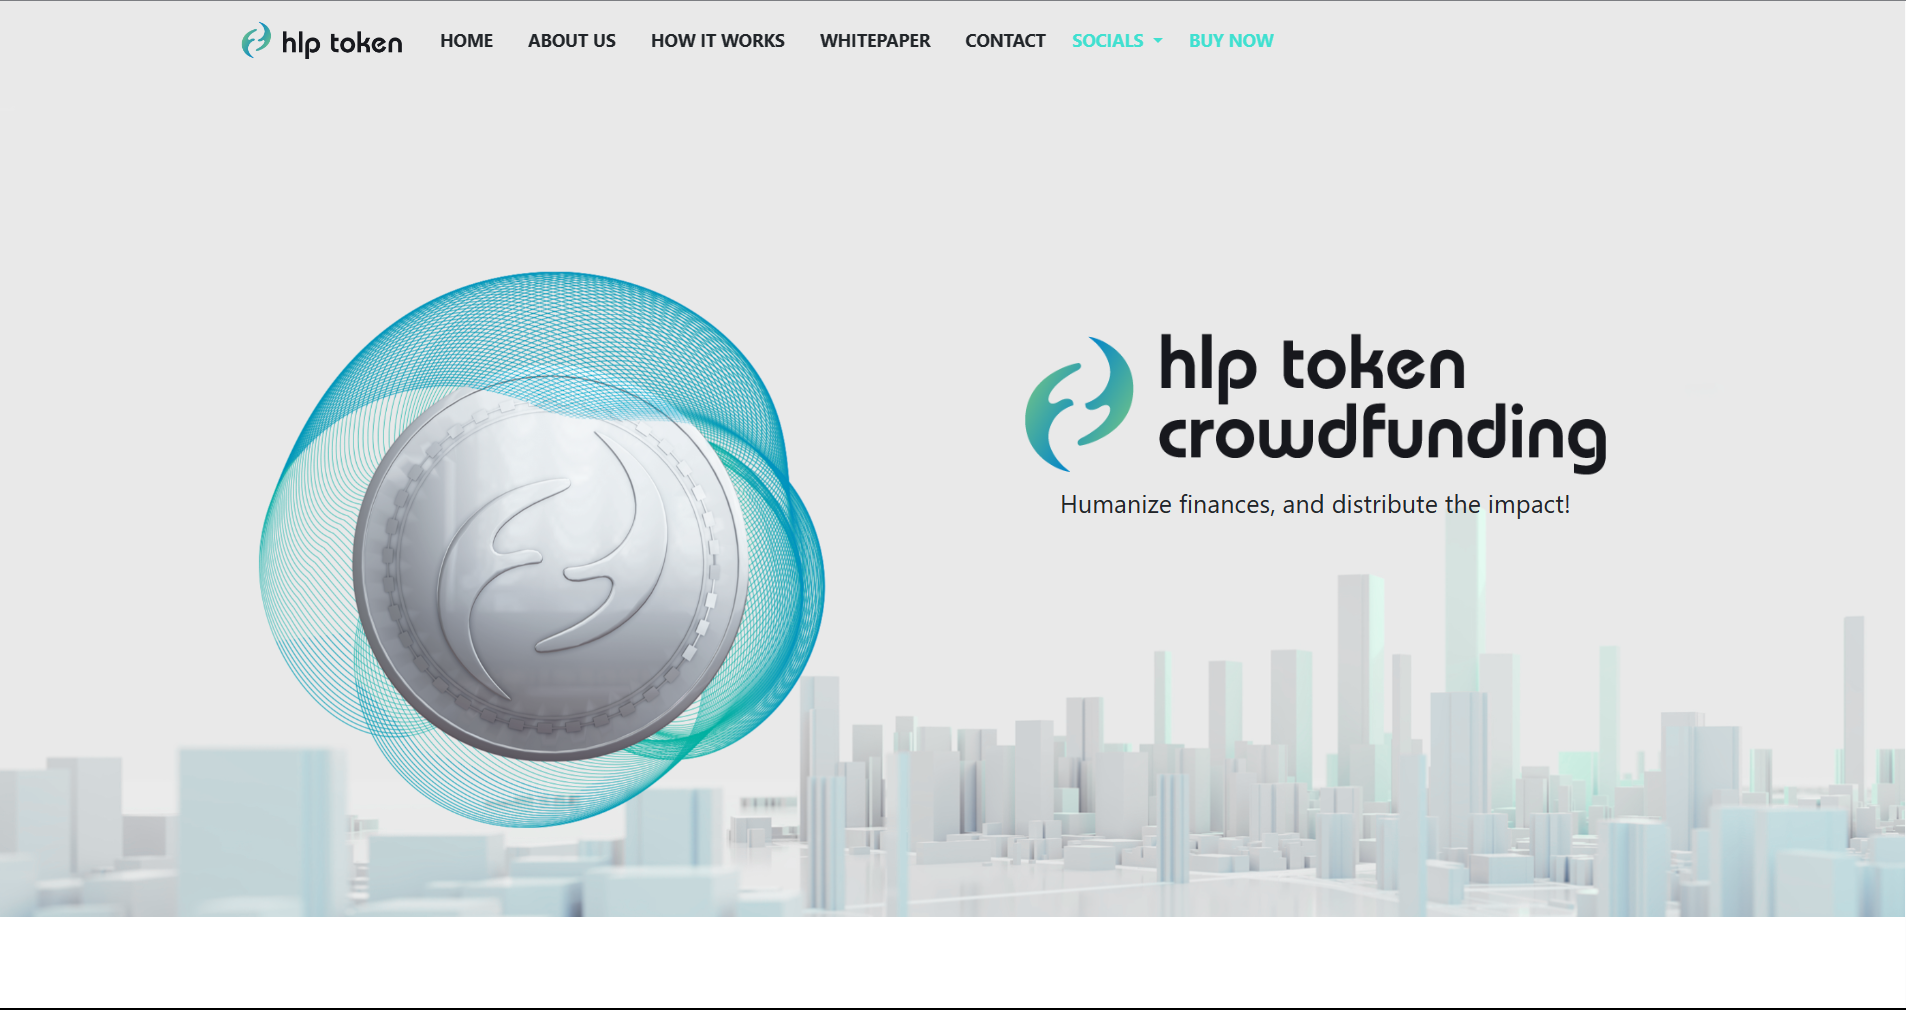 hlp token
HOME
ABOUT US
HOW IT WORKS
WHITEPAPER
CONTACT
SOCIALS
BUY NOW
hlp token
crowdfunding
Humanize finances, and distribute the impact!